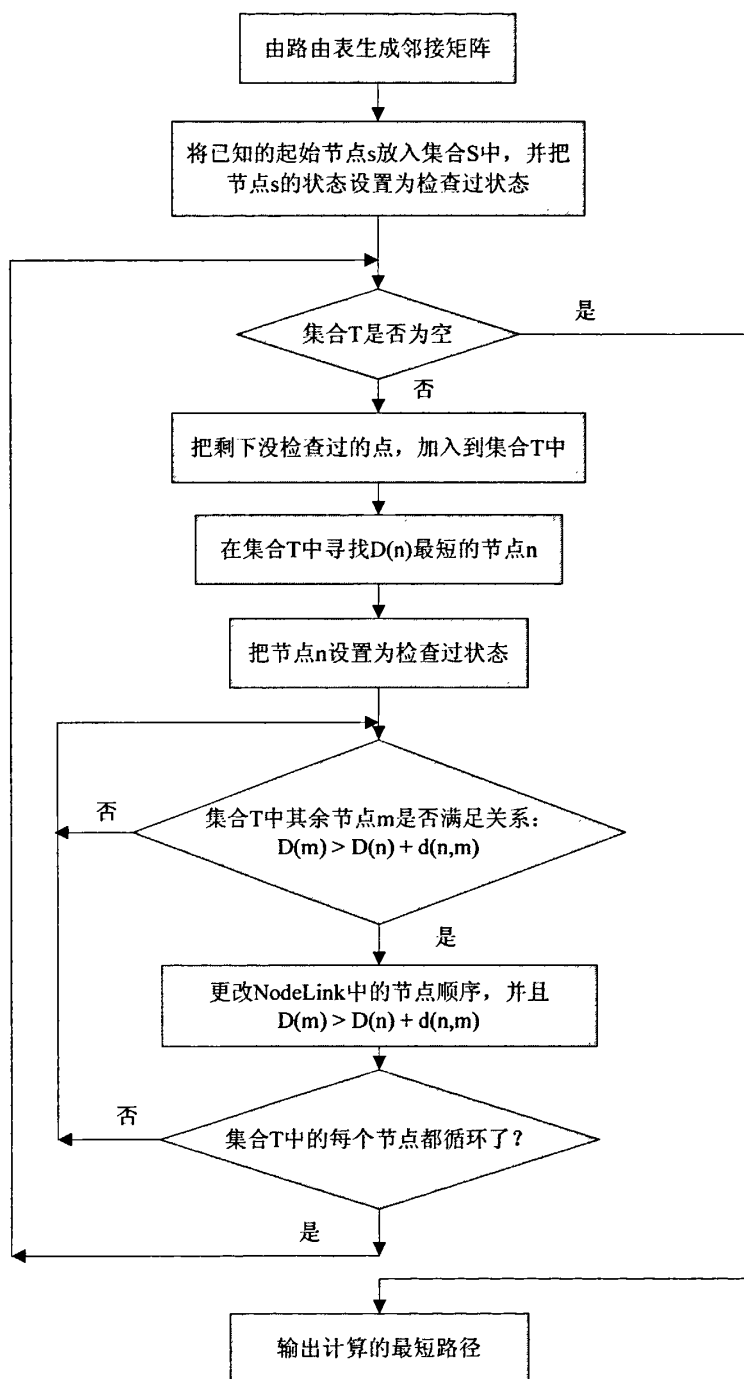 由路由表生成邻接矩阵
将已知的起始节点s放入集合S中，并把
节点s的状态设置为检查过状态
集合T是否为空
是
否
把剩下没检查过的点，加入到集合T中
在集合T中寻找D(n)最短的节点n
把节点n设置为检查过状态
否
集合T中其余节点m是否满足关系：
D(m) > D(n) + d(n,m)
是
更改NodeLink中的节点顺序，并且
D(m) > D(n) + d(n,m)
否
集合T中的每个节点都循环了？
是
输出计算的最短路径